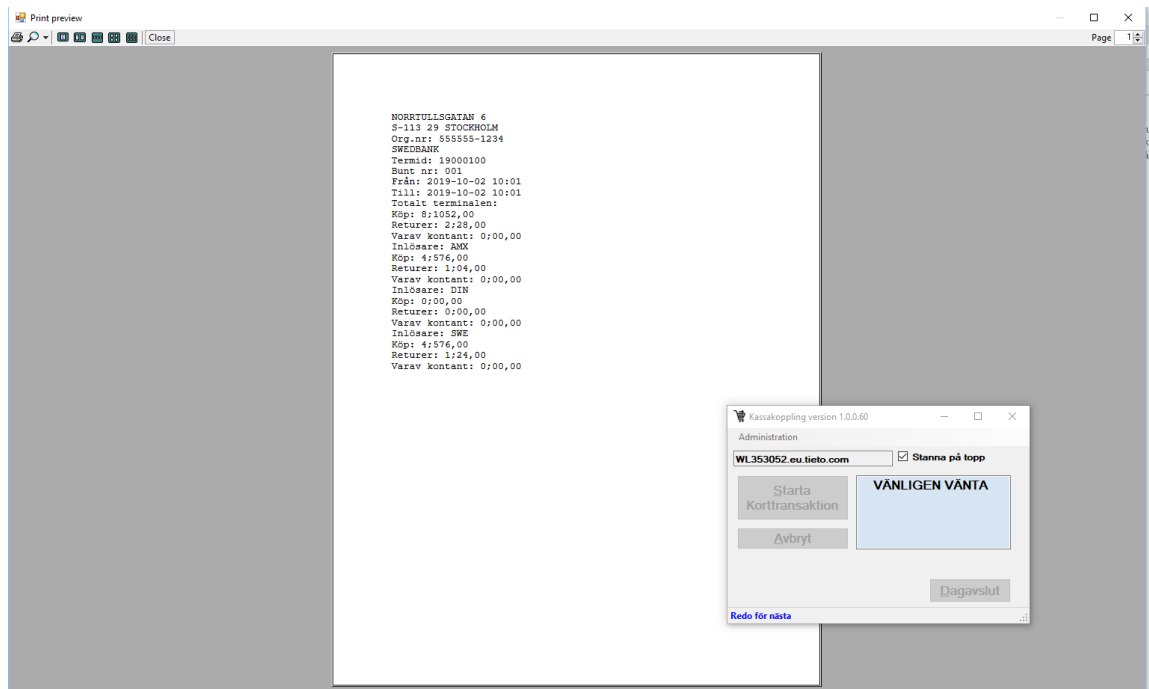 Print preview
Close
Page 1
NORRTULLSGATAN 6
S-113 29 STOCKHOLM
Org.nr: 555555-1234
SWEDBANK
Termid: 19000100
Bunt nr: 001
Från: 2019-10-02 10:01
Till: 2019-10-02 10:01
Totalt terminalen:
Köp: 8;1052,00
Returer: 2;28,00
Varav kontant: 0;00,00
Inlösare: AMX
Köp: 4;576,00
Returer: 1;04,00
Varav kontant: 0;00,00
Inlösare: DIN
Köp: 0;00,00
Returer: 0;00,00
Varav kontant: 0;00,00
Inlösare: SWE
Köp: 4;576,00
Returer: 1;24,00
Varav kontant: 0;00,00
Kassakoppling version 1.0.0.60
Administration
WL353052.eu.tieto.com
Stanna på topp
Starta
Korttransaktion
VÄNLIGEN VÄNTA
Avbryt
Dagavslut
Redo för nästa